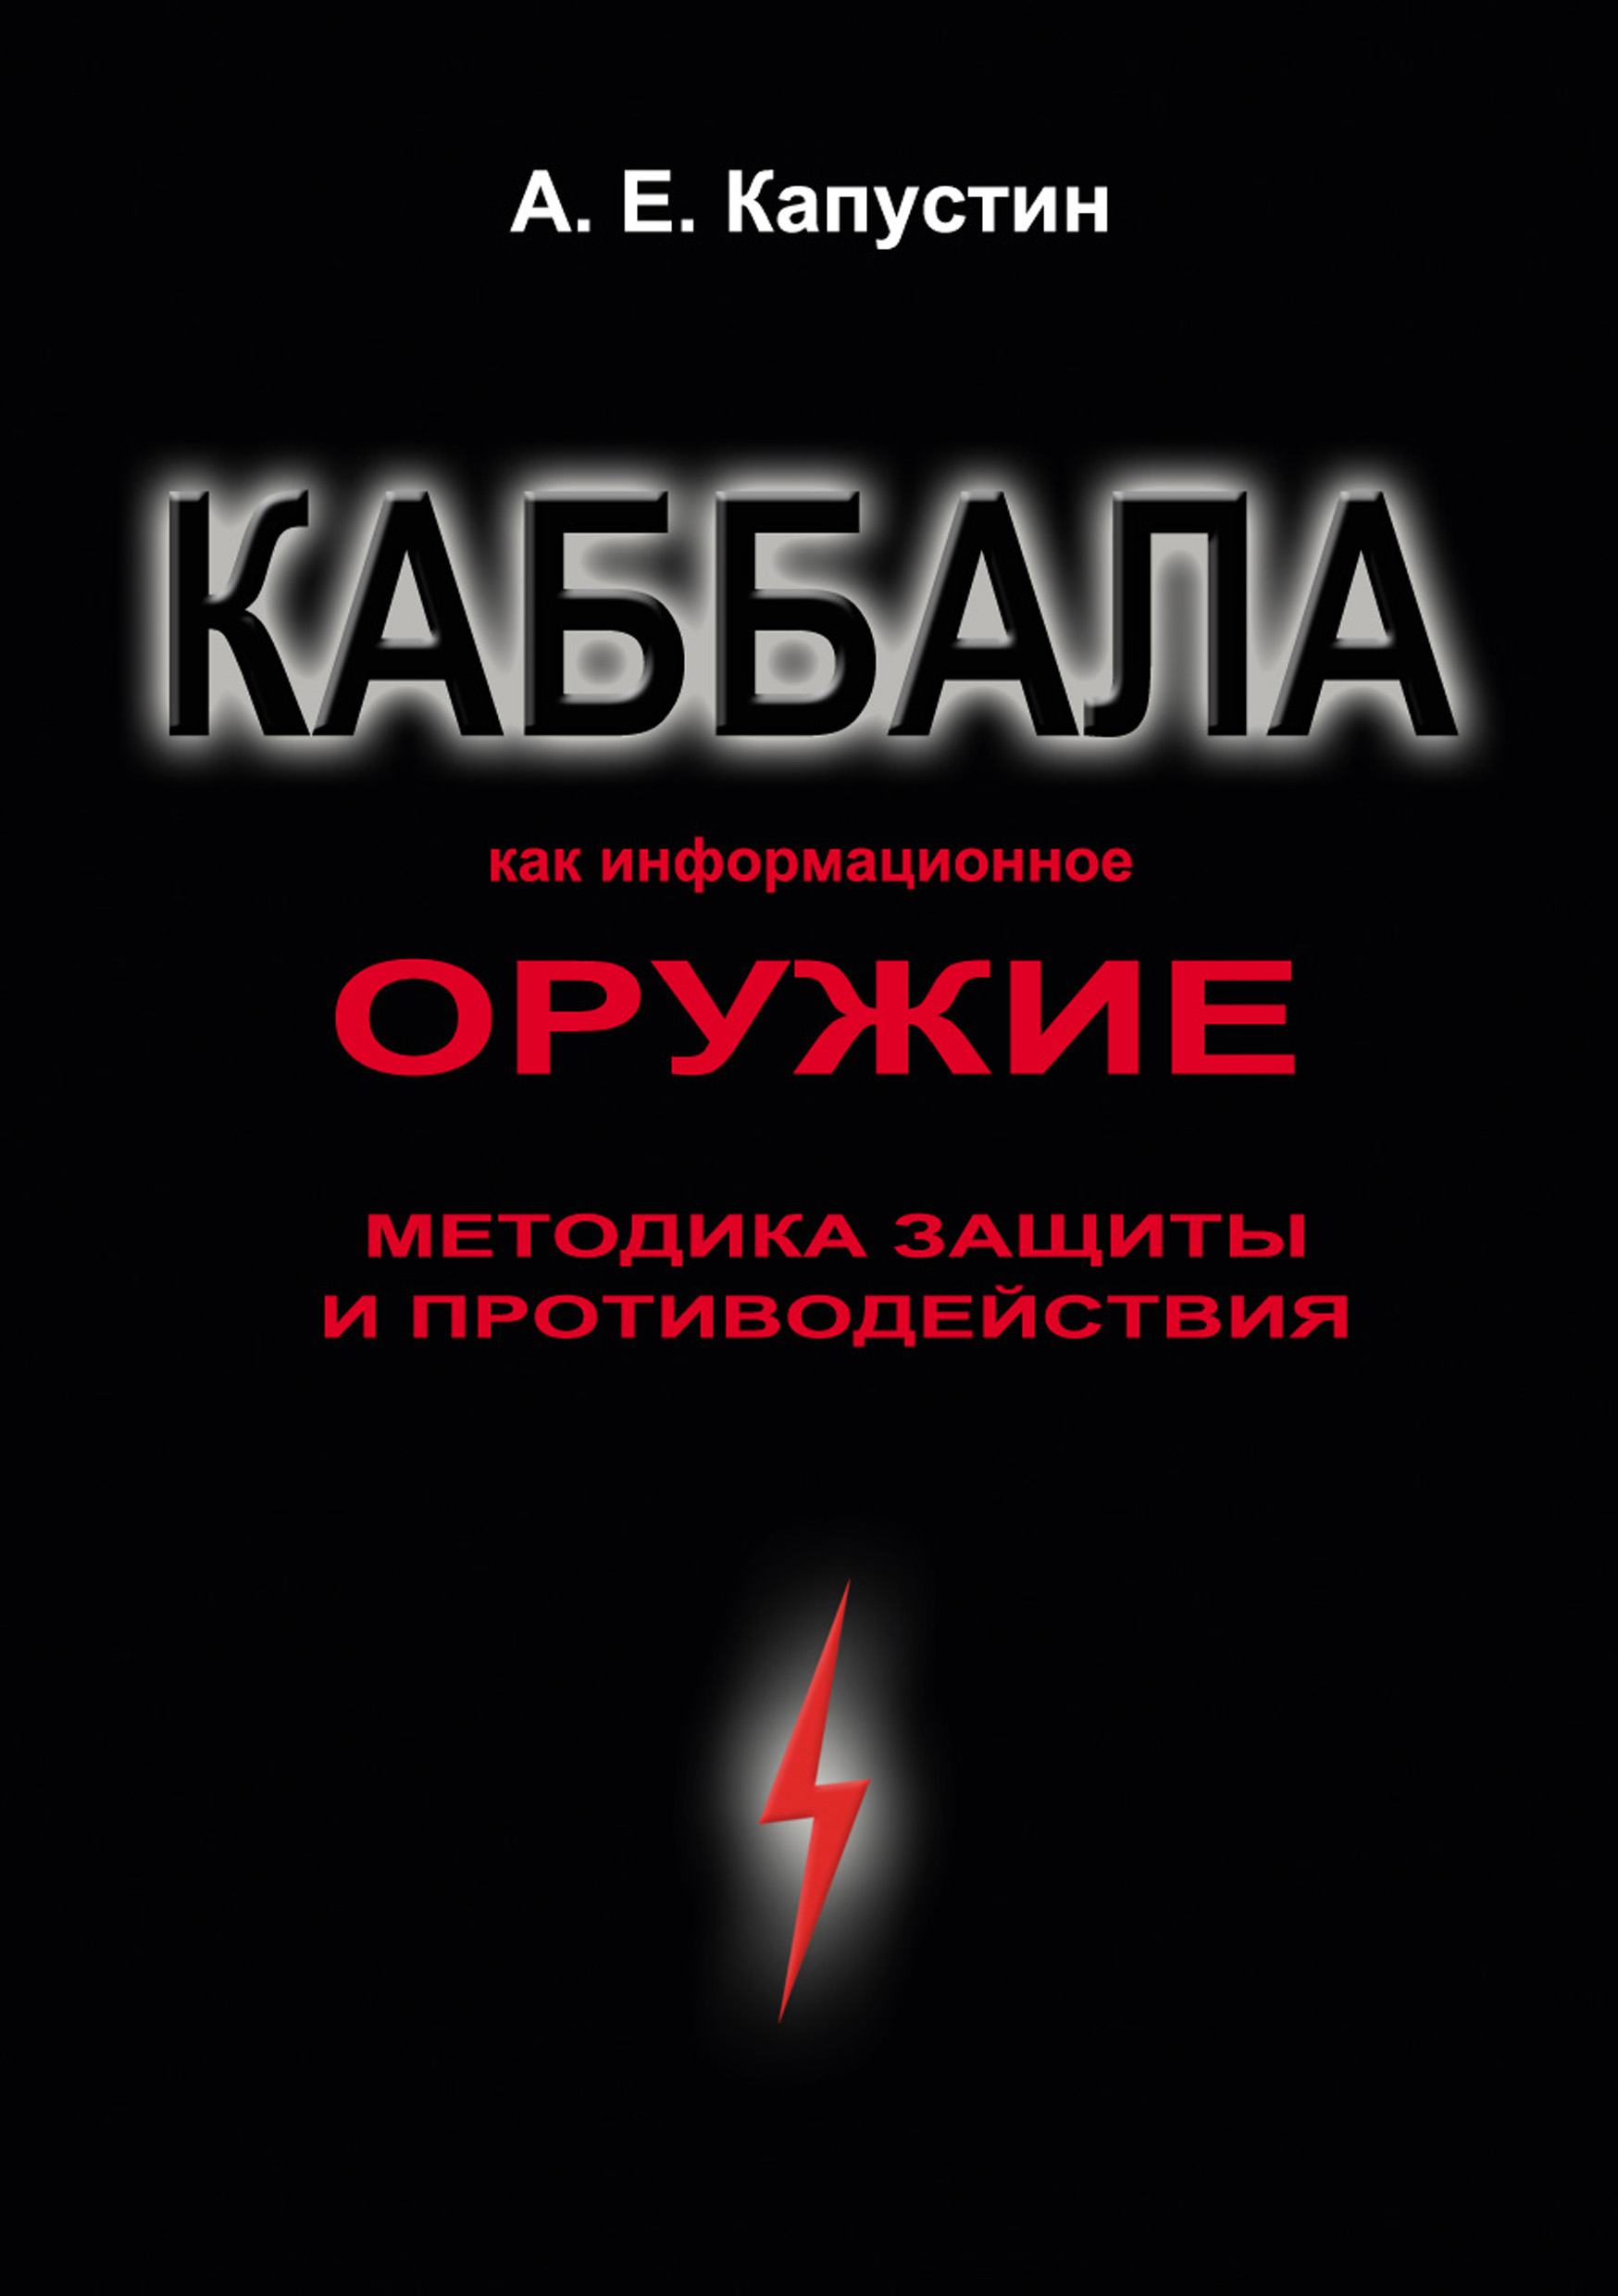 А. Е. Капустин
КАББАЛА
как информационное
ОРУЖИЕ
МЕТОДИКА ЗАЩИТЫ
И ПРОТИВОДЕЙСТВИЯ